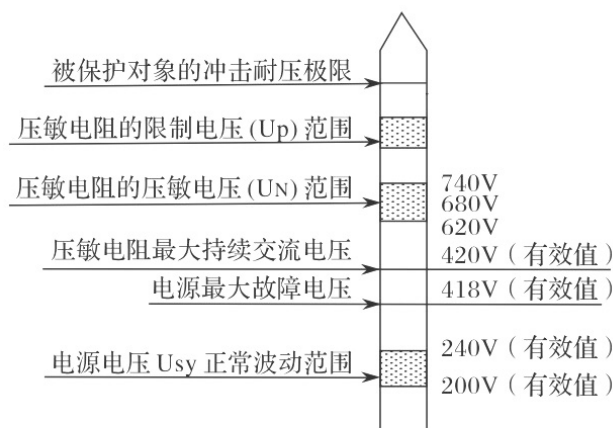 被保护对象的冲击耐压极限
压敏电阻的限制电压(Up)范围
压敏电阻的压敏电压(UN)范围
740V
680V
620V
压敏电阻最大持续交流电压
420V(有效值)
电源最大故障电压
418V(有效值)
240V(有效值)
电源电压 Usy 正常波动范围
200V(有效值)